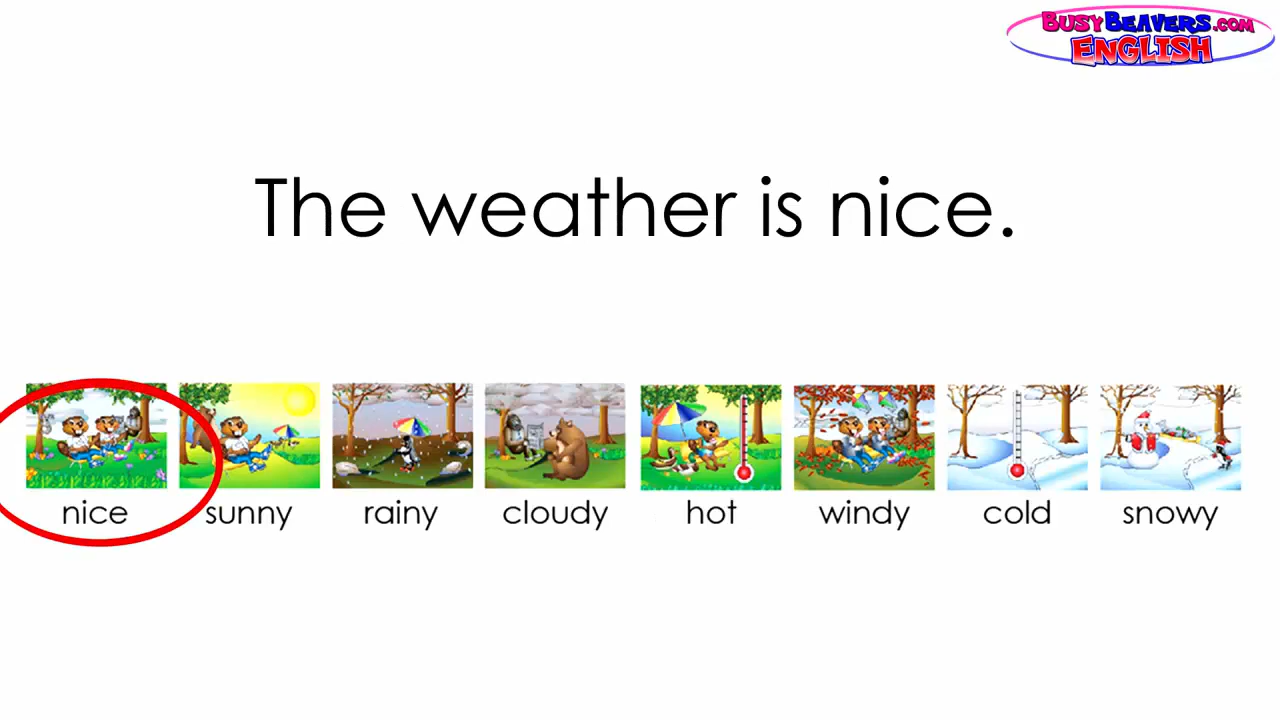 BUSYBEAVERS.COM
ENGLISH
The weather is nice.
nice sunny rainy cloudy hot windy cold snowy